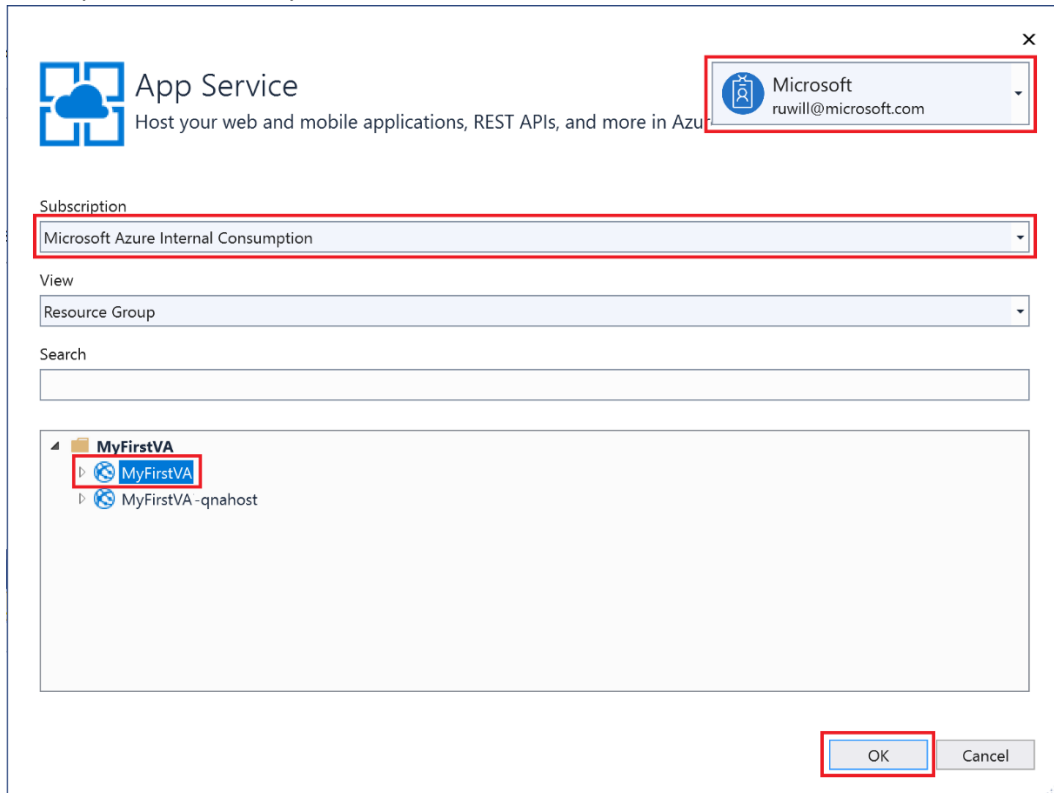 App Service
Host your web and mobile applications, REST APIs, and more in Azur
Microsoft
ruwill@microsoft.com
Subscription
Microsoft Azure Internal Consumption
View
Resource Group
Search
MyFirstVA
MyFirstVA
MyFirstVA-qnahost
OK
Cancel